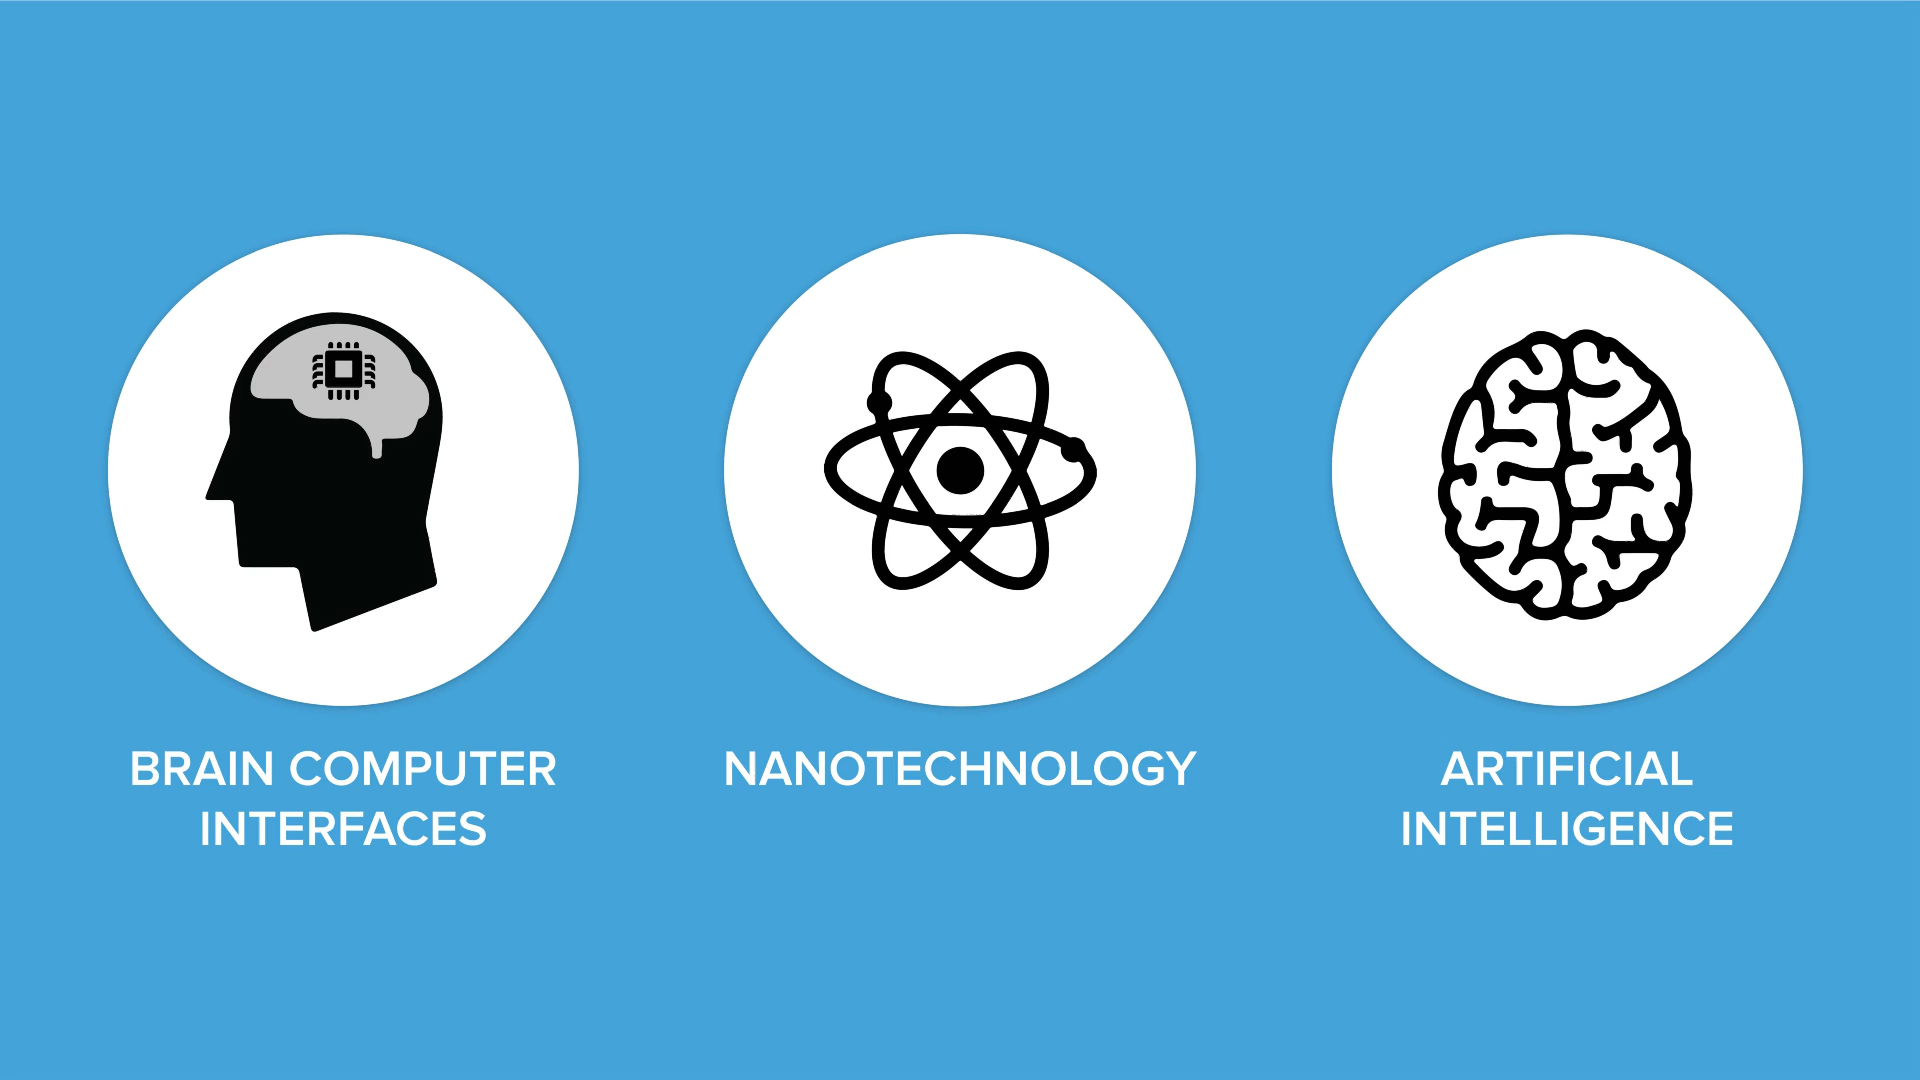 BRAIN COMPUTER
INTERFACES
NANOTECHNOLOGY
ARTIFICIAL
INTELLIGENCE